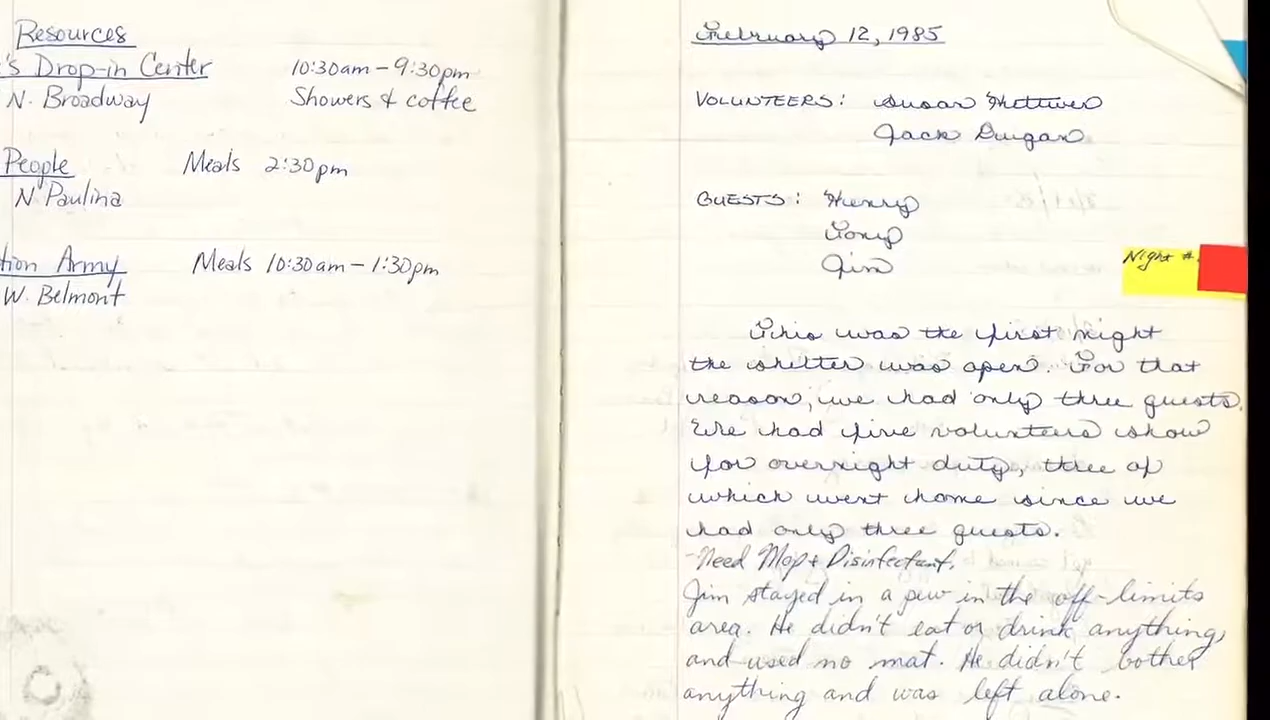 Resources
's Drop-in Center 10:30am - 9:30pm
N. Broadway Showers & coffee
People Meals 2:30pm
N Paulina
tion Army Meals 10:30am - 1:30pm
W. Belmont
February 12, 1985
VOLUNTEERS: Susan
Jack Dugan
GUESTS: Henry
Tony
Jim
Night #
This was the first night
the shelter was open. For that
reason, we had only three guests.
We had five volunteers show
for overnight duty, three of
which went home since we
had only three guests.
-Need Mop + Disinfectant.
Jim stayed in a pew in the off-limits
area. He didn't eat or drink anything,
and used no mat. He didn't bother
anything and was left alone.